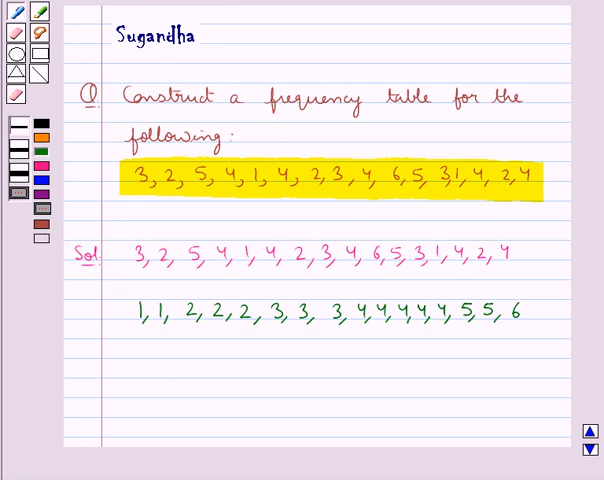 Sugandha
Q. Construct a frequency table for the
following:
3, 2, 5, 4, 1, 4, 2, 3, 4, 6, 5, 3, 1, 4, 2, 4
Sol. 3, 2, 5, 4, 1, 4, 2, 3, 4, 6, 5, 3, 1, 4, 2, 4
1, 1, 2, 2, 2, 3, 3, 3, 4, 4, 4, 4, 4, 5, 5, 6